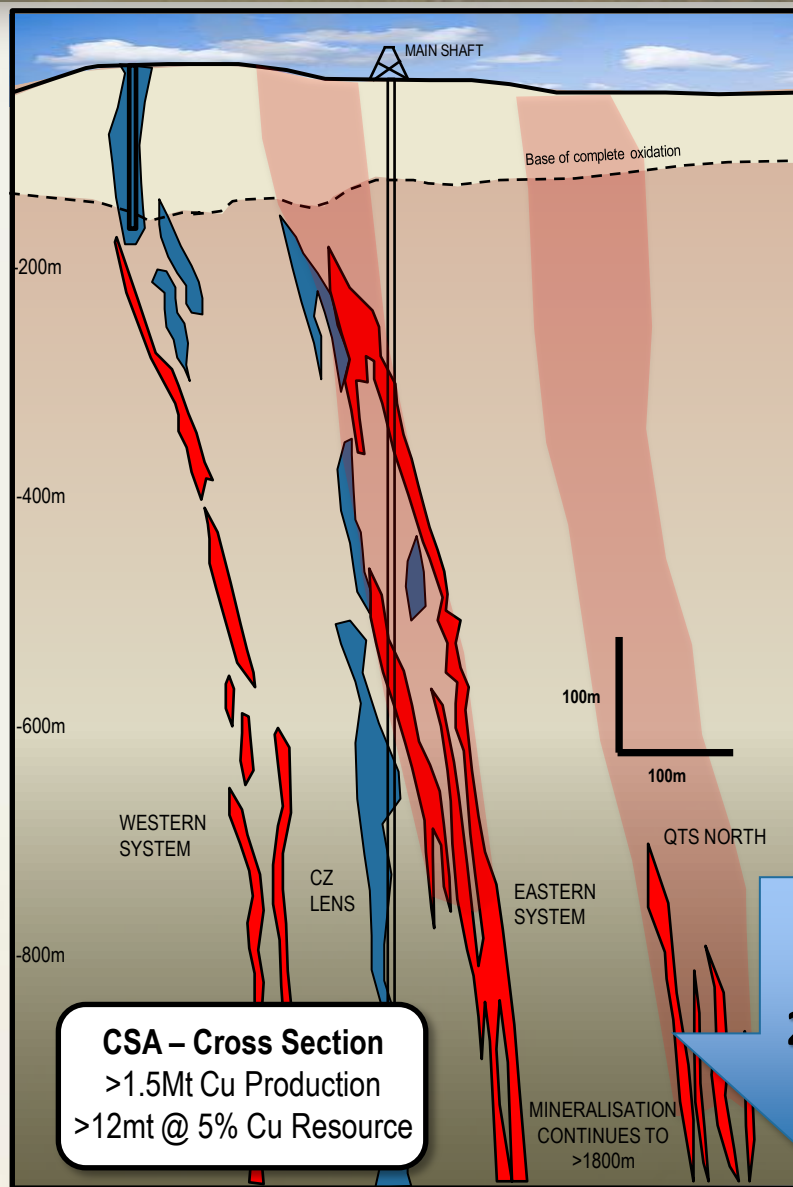 MAIN SHAFT
Base of complete oxidation
-200m
-400m
100m
100m
-600m
WESTERN
SYSTEM
CZ
LENS
EASTERN
SYSTEM
QTS NORTH
-800m
CSA – Cross Section
>1.5Mt Cu Production
>12mt @ 5% Cu Resource
MINERALISATION
CONTINUES TO
>1800m